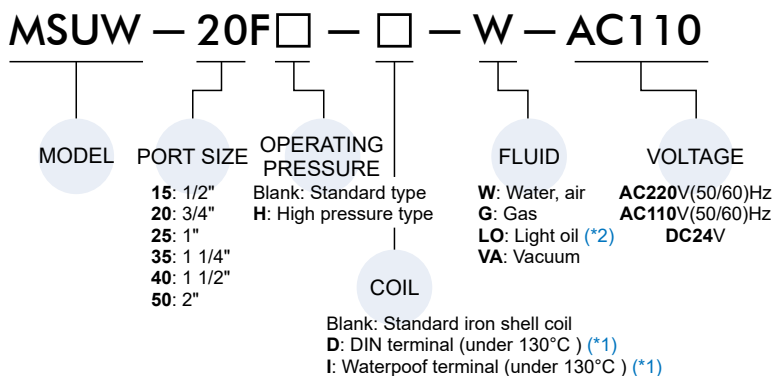 MSUW – 20F□ – □ – W – AC110
MODEL
PORT SIZE
15: 1/2"
20: 3/4"
25: 1"
35: 1 1/4"
40: 1 1/2"
50: 2"
OPERATING
PRESSURE
Blank: Standard type
H: High pressure type
COIL
Blank: Standard iron shell coil
D: DIN terminal (under 130°C ) (*1)
I: Waterpoof terminal (under 130°C ) (*1)
FLUID
W: Water, air
G: Gas
LO: Light oil (*2)
VA: Vacuum
VOLTAGE
AC220V(50/60)Hz
AC110V(50/60)Hz
DC24V